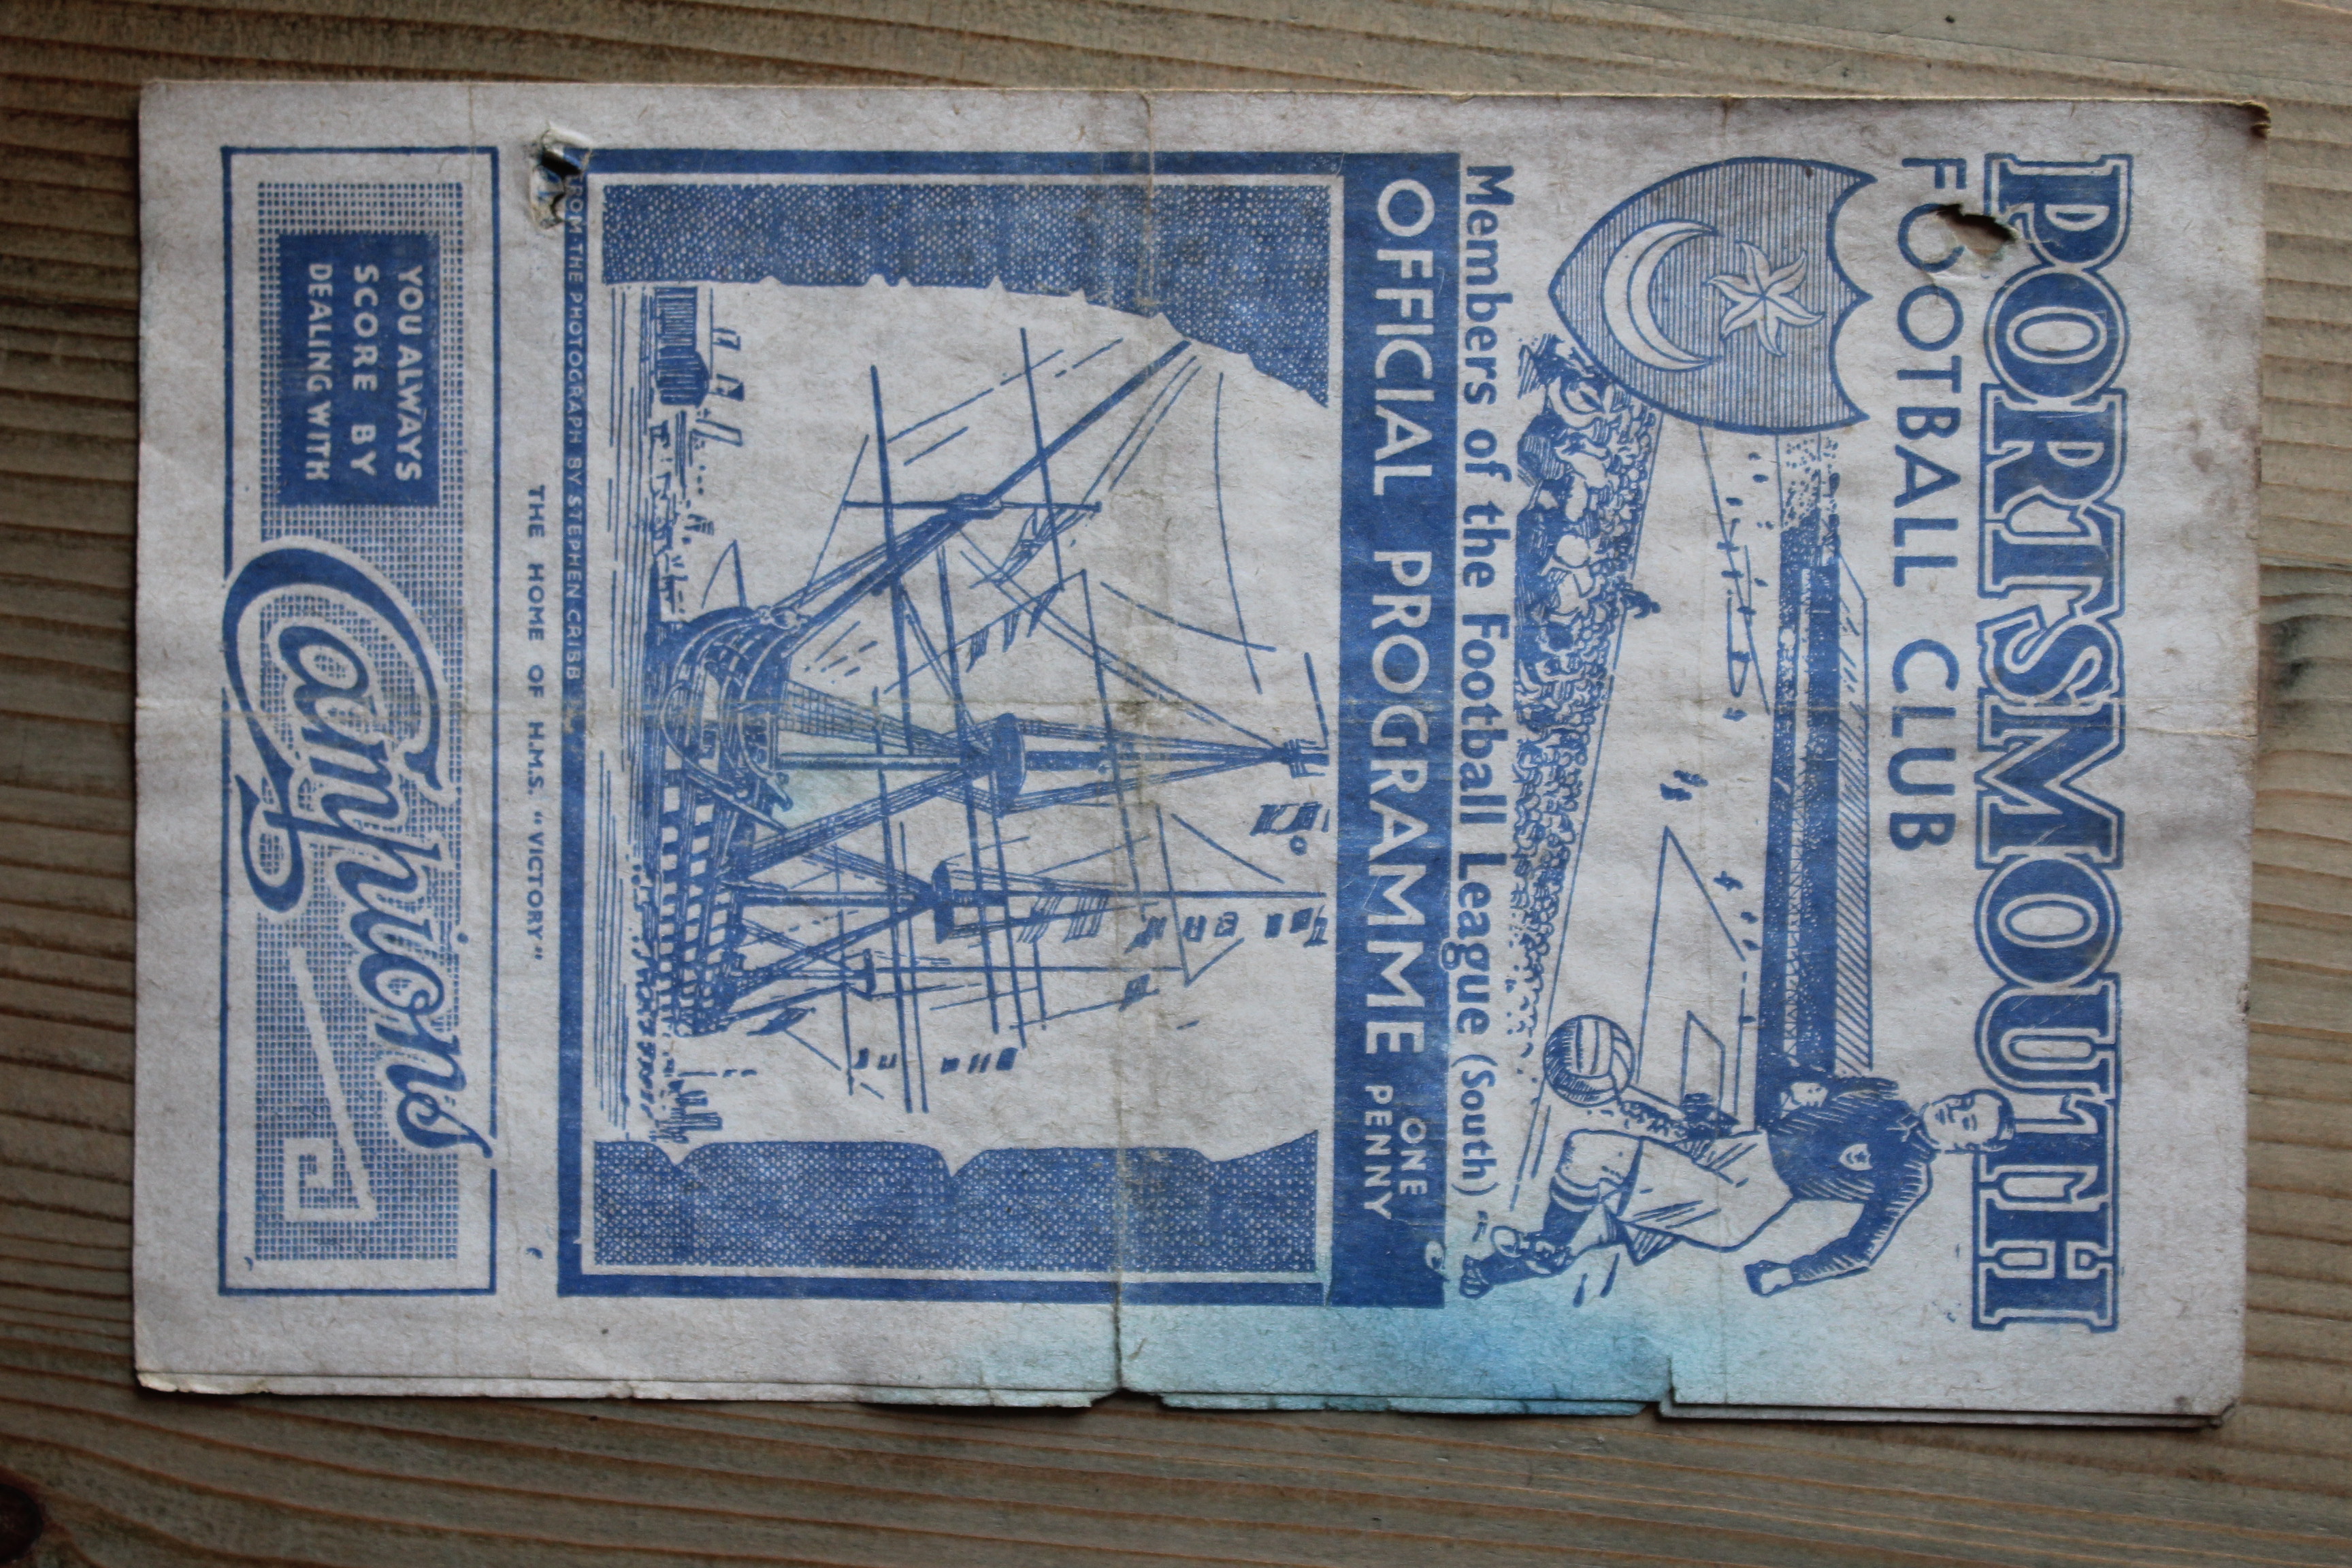 PORTSMOUTH
FOOTBALL CLUB
Members of the Football League (South)
OFFICIAL PROGRAMME ONE PENNY
FROM THE PHOTOGRAPH BY STEPHEN CRIBB
THE HOME OF H.M.S. "VICTORY"
YOU ALWAYS
SCORE BY
DEALING WITH
Campions